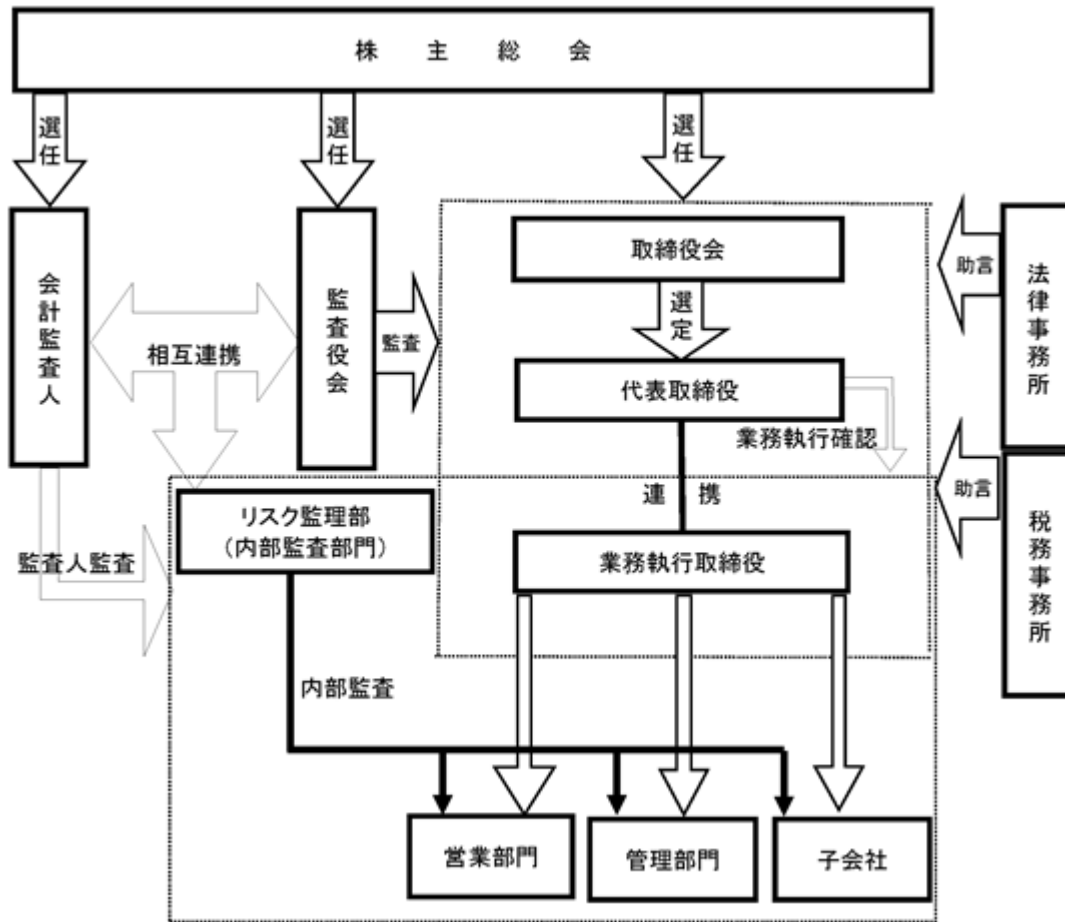 株主総会
選任
選任
選任
会計監査人
相互連携
監査役会
監査
取締役会
選定
代表取締役
業務執行確認
連携
業務執行取締役
助言
法律事務所
助言
税務事務所
リスク監理部
(内部監査部門)
監査人監査
内部監査
営業部門
管理部門
子会社